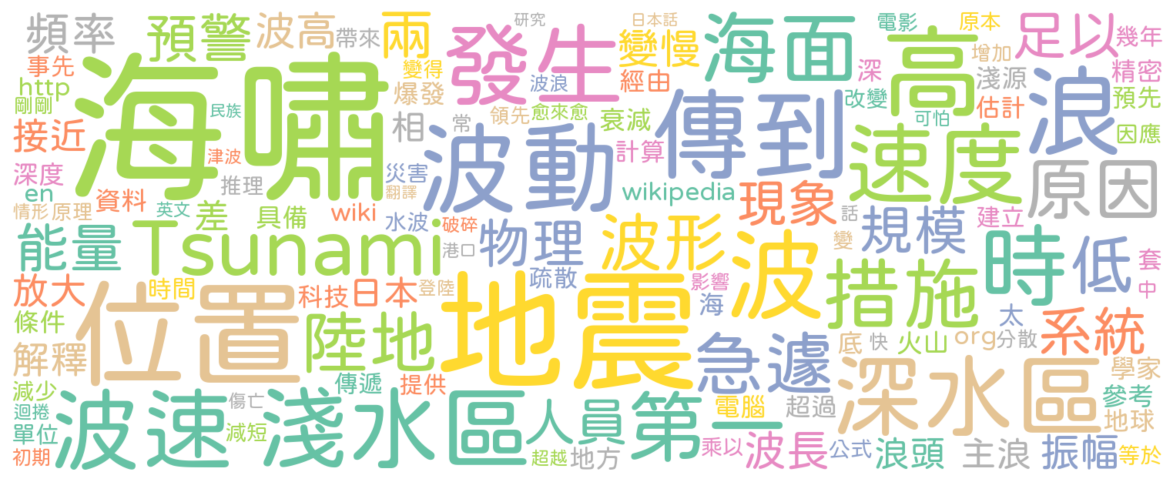 頻率
預警
波高
帶來
兩
研究
日本話
電影
原本
足以
幾年
事先
http
剛剛
海嘯
變得
爆發
發生
波浪
變慢
經由
海面
深
高
增加
淺源
精密
預先
接近
民族
相
常
領先
愈來愈
衰減
改變
估計
可怕
浪
因應
深度
en
津波
推理
災害
翻譯
波動
計算
傳到
速度
原因
情形
原理
資料
英文
差
具備
wiki
水波
破碎
wikipedia
現象
話
規模
建立
能量
Tsunami
港口
物理
疏散
波形
影響
變
時
低
套
中
放大
時間
位置
科技
日本
登陸
地震
海
波
措施
太
系統
條件
解釋
陸地
急遽
底
快
火山
org
分散
學家
減少
傳遞
提供
深水區
參考
迴捲
傷亡
波速
淺水區
人員
第一
電腦
超過
地球
單位
減短
初期
超越
地方
乘以
波長
公式
浪頭
主浪
振幅
等於